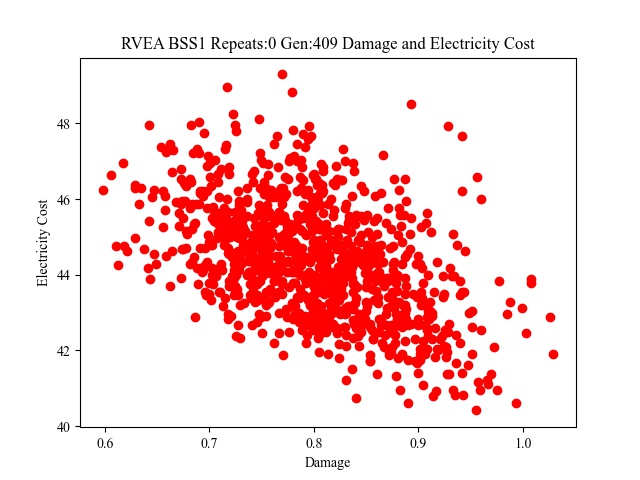 RVEA BSS1 Repeats:0 Gen:409 Damage and Electricity Cost
48
46
44
42
40
Electricity Cost
0.6 0.7 0.8 0.9 1.0
Damage